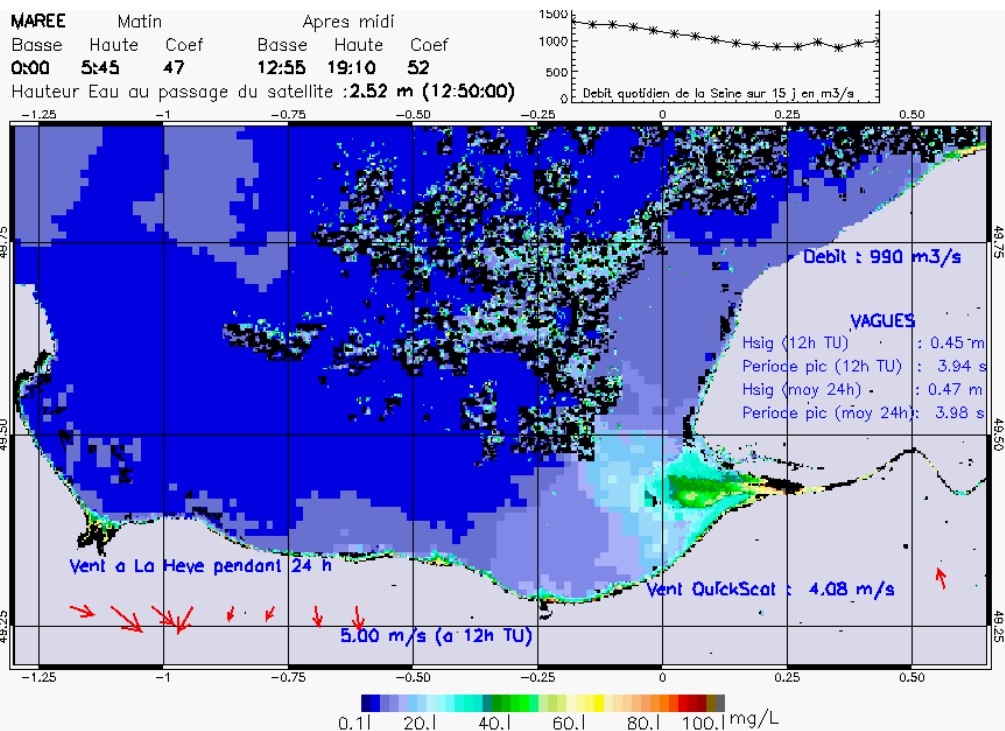 MAREE Matin Apres midi
Basse Haute Coef Basse Haute Coef
0:00 5:45 47 12:55 19:10 52
Hauteur Eau au passage du satellite :2.52 m (12:50:00)
1500
1000
500
0
Debit quotidien de la Seine sur 15 j en m3/s
-1.25 -1 -0.75 -0.50 -0.25 0 0.25 0.50
49.75 49.75
Debit : 990 m3/s
VAGUES
Hsig (12h TU) : 0.45 m
Periode pic (12h TU) : 3.94 s
Hsig (moy 24h) : 0.47 m
Periode pic (moy 24h): 3.98 s
49.50 49.50
Vent a La Heve pendant 24 h
Vent QuickScat : 4.08 m/s
49.25 49.25
5.00 m/s (a 12h TU)
-1.25 -1 -0.75 -0.50 -0.25 0 0.25 0.50
0.1 20.1 40.1 60.1 80.1 100.1 mg/L